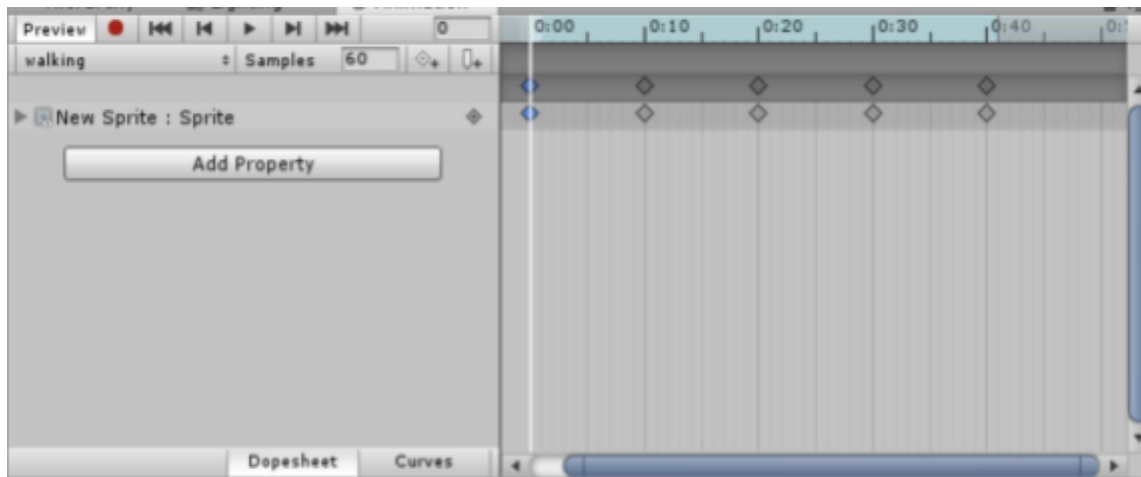 Preview 0 0:00 0:10 0:20 0:30 0:40
walking Samples 60
New Sprite : Sprite
Add Property
Dopesheet Curves